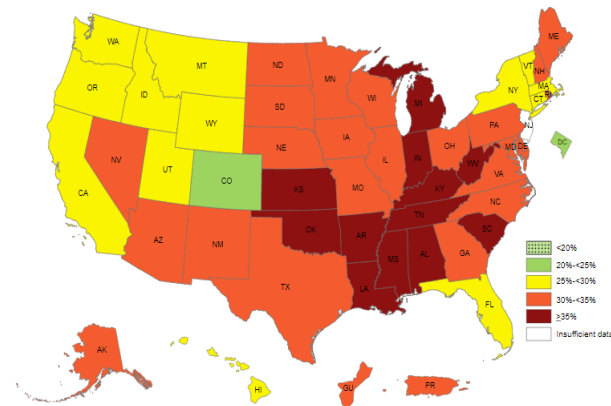 WA
MT
ND
MN
ME
OR
ID
SD
WI
MI
VT
NH
NY
MA
CT
WY
NE
IA
PA
NJ
NV
UT
CO
IL
IN
OH
MD
DE
DC
CA
KS
MO
KY
WV
VA
AZ
NM
OK
AR
TN
NC
SC
TX
LA
MS
AL
GA
FL
AK
HI
GU
PR
<20%
20%-<25%
25%-<30%
30%-<35%
≥35%
Insufficient data